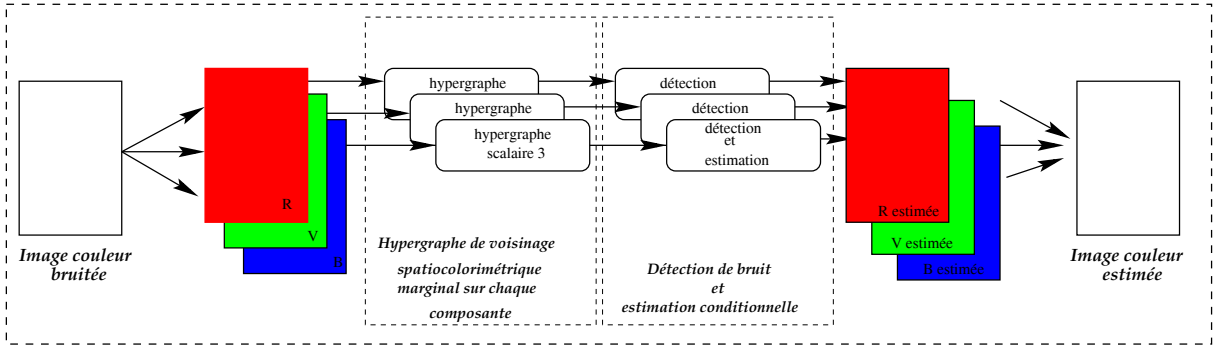 Image couleur
bruitée
R
V
B
hypergraphe
hypergraphe
hypergraphe
scalaire 3
Hypergraphe de voisinage
spatiocolorimétrique
marginal sur chaque
composante
détection
détection
détection
et
estimation
Détection de bruit
et
estimation conditionnelle
R estimée
V estimée
B estimée
Image couleur
estimée